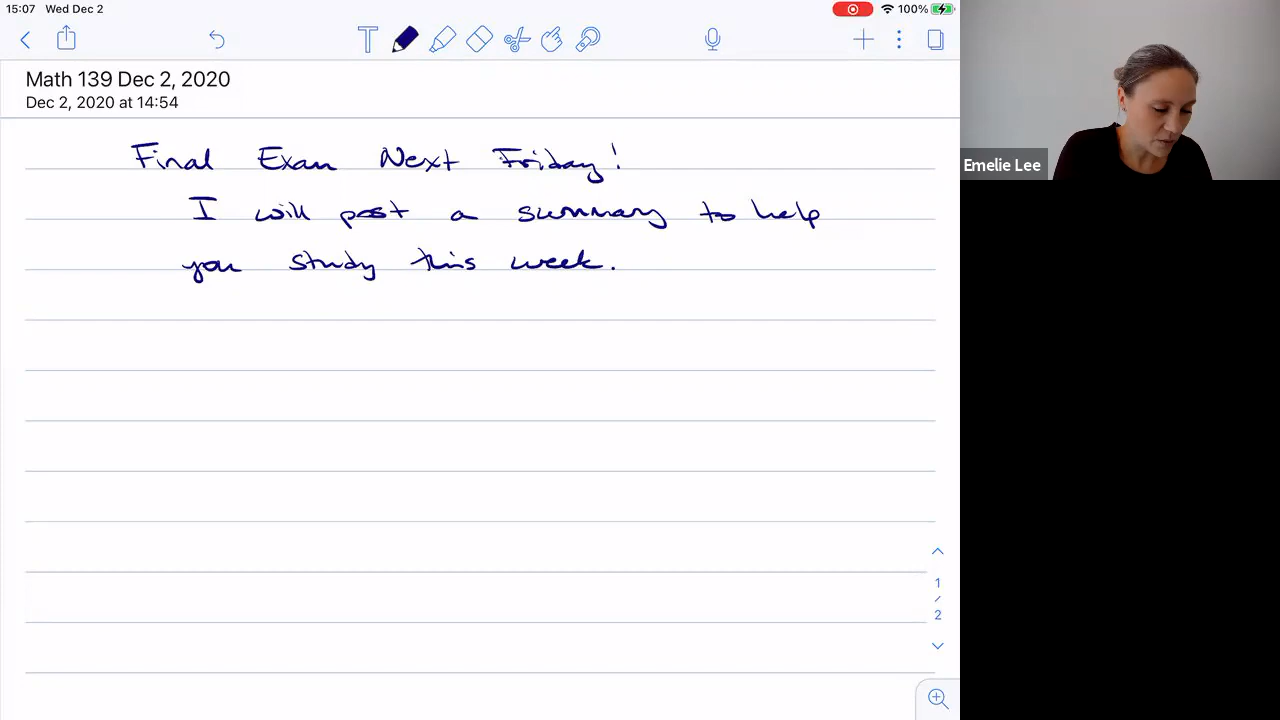 15:07 Wed Dec 2
100%
T
Math 139 Dec 2, 2020
Dec 2, 2020 at 14:54
Final Exam Next Friday!
I will post a summary to help
you study this week.
Emelie Lee
1
/
2